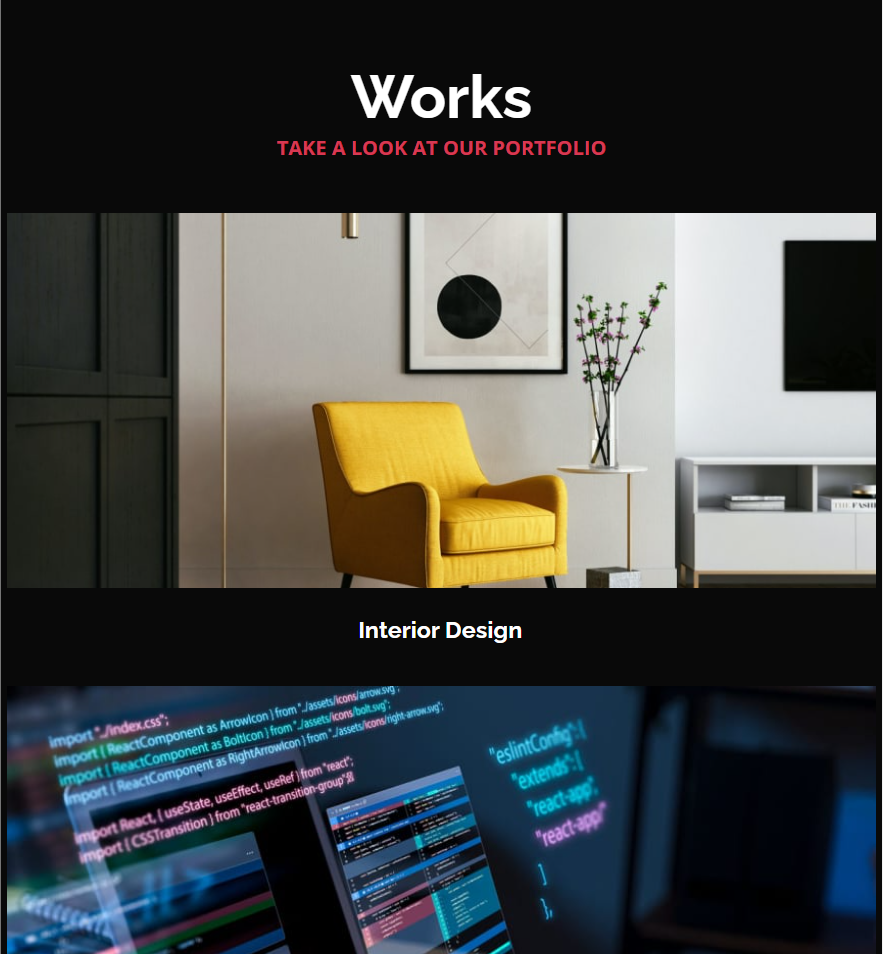 Works
TAKE A LOOK AT OUR PORTFOLIO
THE FASHI
Interior Design
import "../index.css";
import { ReactComponent as ArrowIcon } from "../assets/icons/arrow.svg";
import { ReactComponent as BoltIcon } from "../assets/icons/bolt.svg";
import { ReactComponent as RightArrowIcon } from "../assets/icons/right-arrow.svg";
import React, { useState, useEffect, useRef } from "react";
import { CSSTransition } from "react-transition-group";
"eslintConfig": {
"extends": [
"react-app",
"react-app/
]
},